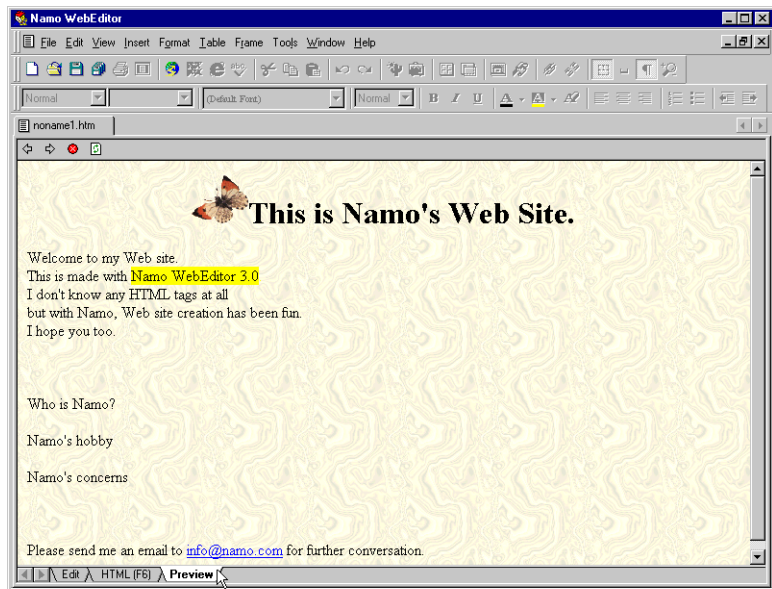 Namo WebEditor
File Edit View Insert Format Table Frame Tools Window Help
Normal (Default Font) Normal B I U A A
noname1.htm
This is Namo's Web Site.
Welcome to my Web site.
This is made with Namo WebEditor 3.0
I don't know any HTML tags at all
but with Namo, Web site creation has been fun.
I hope you too.
Who is Namo?
Namo's hobby
Namo's concerns
Please send me an email to info@namo.com for further conversation.
Edit HTML (F6) Preview